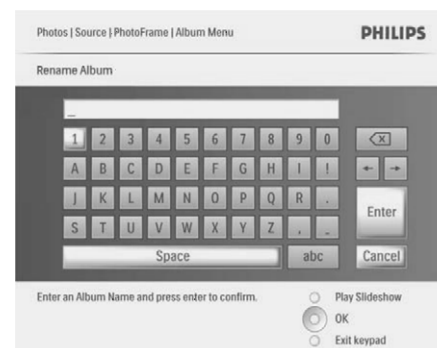 Photos | Source | PhotoFrame | Album Menu
PHILIPS
Rename Album
_
1 2 3 4 5 6 7 8 9 0
A B C D E F G H I ! ← →
J K L M N O P Q R .
Enter
S T U V W X Y Z , _
Space abc Cancel
Enter an Album Name and press enter to confirm.
Play Slideshow
OK
Exit keypad